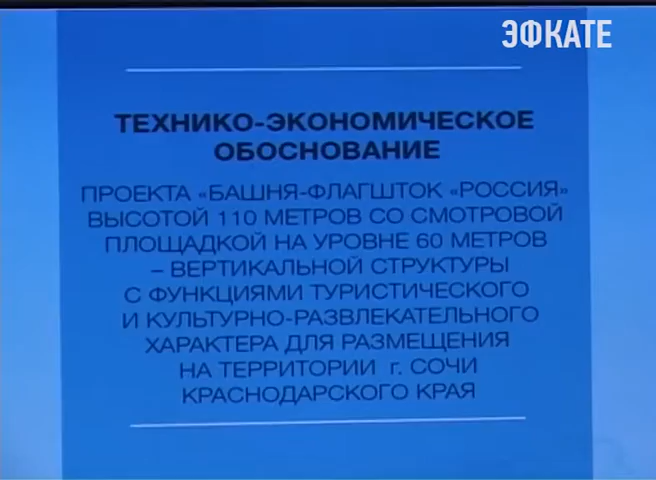 ЭФКАТЕ
ТЕХНИКО-ЭКОНОМИЧЕСКОЕ
ОБОСНОВАНИЕ
ПРОЕКТА «БАШНЯ-ФЛАГШТОК «РОССИЯ»
ВЫСОТОЙ 110 МЕТРОВ СО СМОТРОВОЙ
ПЛОЩАДКОЙ НА УРОВНЕ 60 МЕТРОВ
– ВЕРТИКАЛЬНОЙ СТРУКТУРЫ
С ФУНКЦИЯМИ ТУРИСТИЧЕСКОГО
И КУЛЬТУРНО-РАЗВЛЕКАТЕЛЬНОГО
ХАРАКТЕРА ДЛЯ РАЗМЕЩЕНИЯ
НА ТЕРРИТОРИИ г. СОЧИ
КРАСНОДАРСКОГО КРАЯ